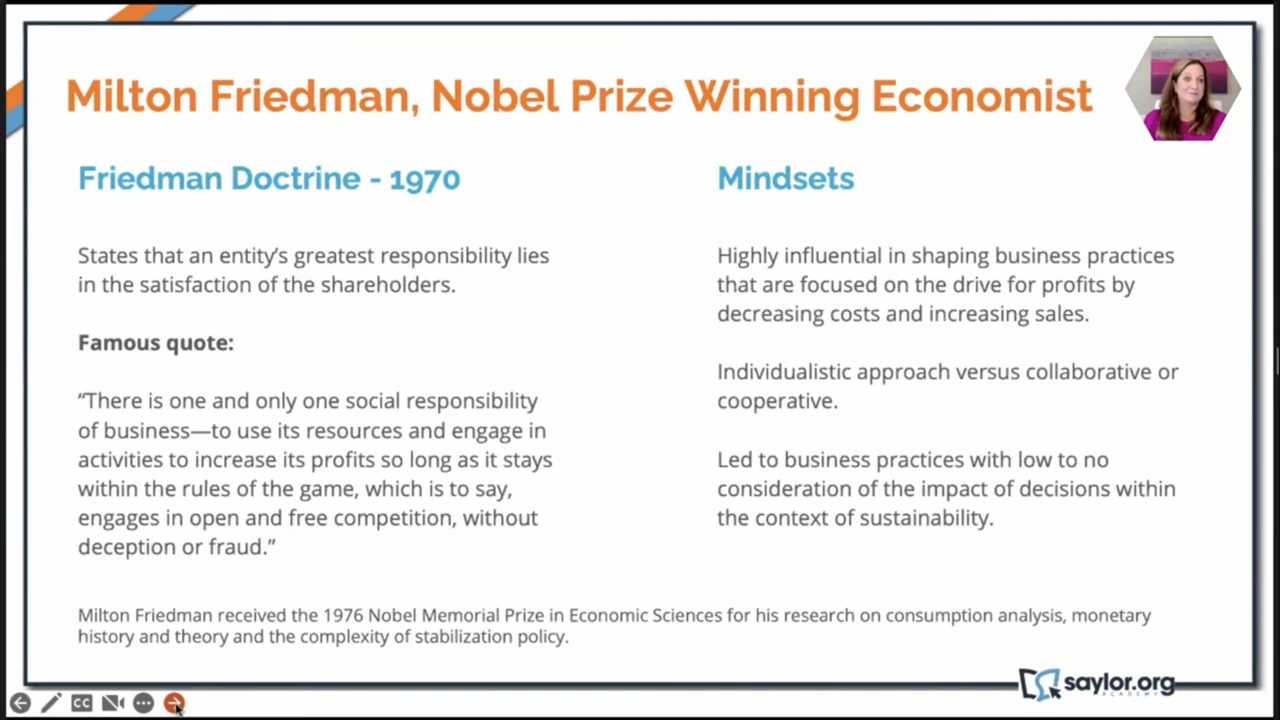 Milton Friedman, Nobel Prize Winning Economist
Friedman Doctrine - 1970
States that an entity's greatest responsibility lies
in the satisfaction of the shareholders.
Famous quote:
“There is one and only one social responsibility
of business—to use its resources and engage in
activities to increase its profits so long as it stays
within the rules of the game, which is to say,
engages in open and free competition, without
deception or fraud.”
Mindsets
Highly influential in shaping business practices
that are focused on the drive for profits by
decreasing costs and increasing sales.
Individualistic approach versus collaborative or
cooperative.
Led to business practices with low to no
consideration of the impact of decisions within
the context of sustainability.
Milton Friedman received the 1976 Nobel Memorial Prize in Economic Sciences for his research on consumption analysis, monetary
history and theory and the complexity of stabilization policy.
saylor.org
ACADEMY
CC